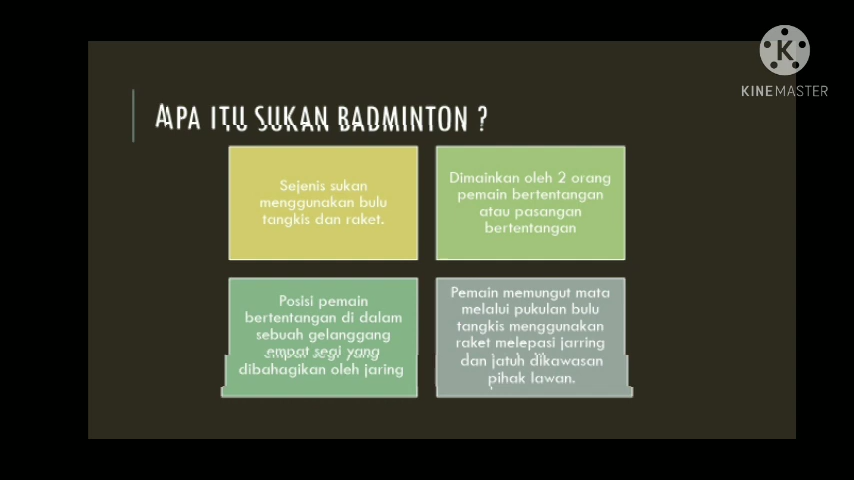 KINEMASTER
APA ITU SUKAN BADMINTON ?
Sejenis sukan
menggunakan bulu
tangkis dan raket.
Dimainkan oleh 2 orang
pemain bertentangan
atau pasangan
bertentangan
Posisi pemain
bertentangan di dalam
sebuah gelanggang
empat segi yang
dibahagikan oleh jaring
Pemain memungut mata
melalui pukulan bulu
tangkis menggunakan
raket melepasi jarring
dan jatuh dikawasan
pihak lawan.